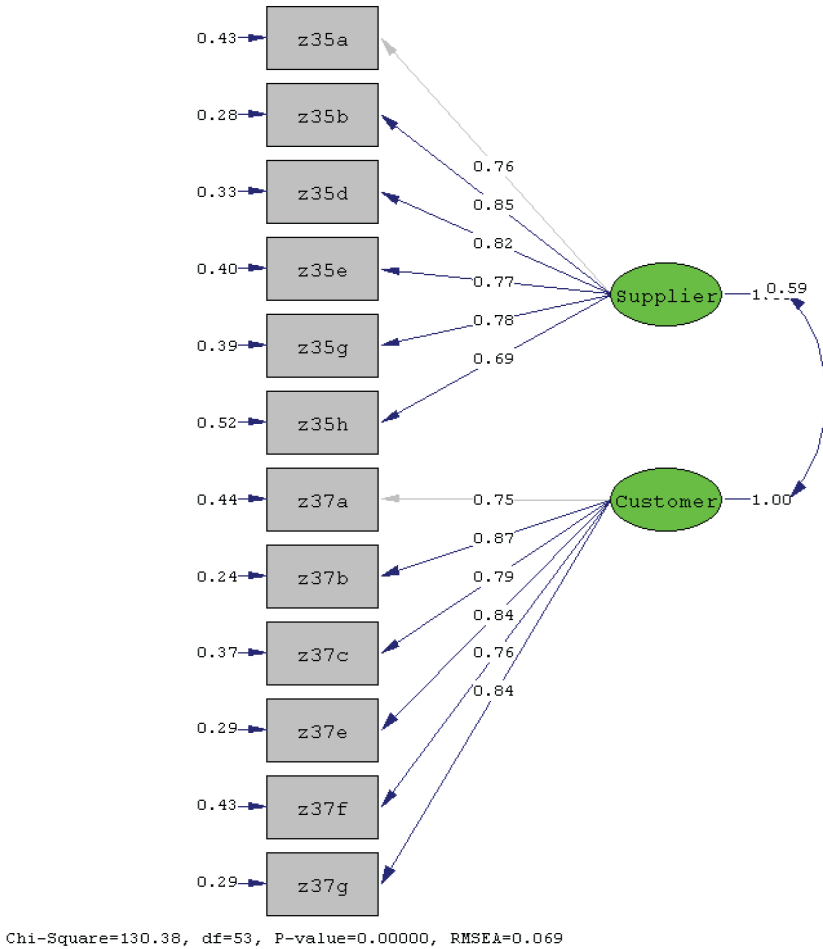 0.43 z35a
0.28 z35b
0.76
0.33 z35d
0.85
0.82
0.40 z35e
0.77
Supplier 1. 0.59
0.78
0.39 z35g
0.69
0.52 z35h
0.44 z37a 0.75 Customer 1.00
0.87
0.24 z37b
0.79
0.84
0.37 z37c 0.76
0.84
0.29 z37e
0.43 z37f
0.29 z37g
Chi-Square=130.38, df=53, P-value=0.00000, RMSEA=0.069